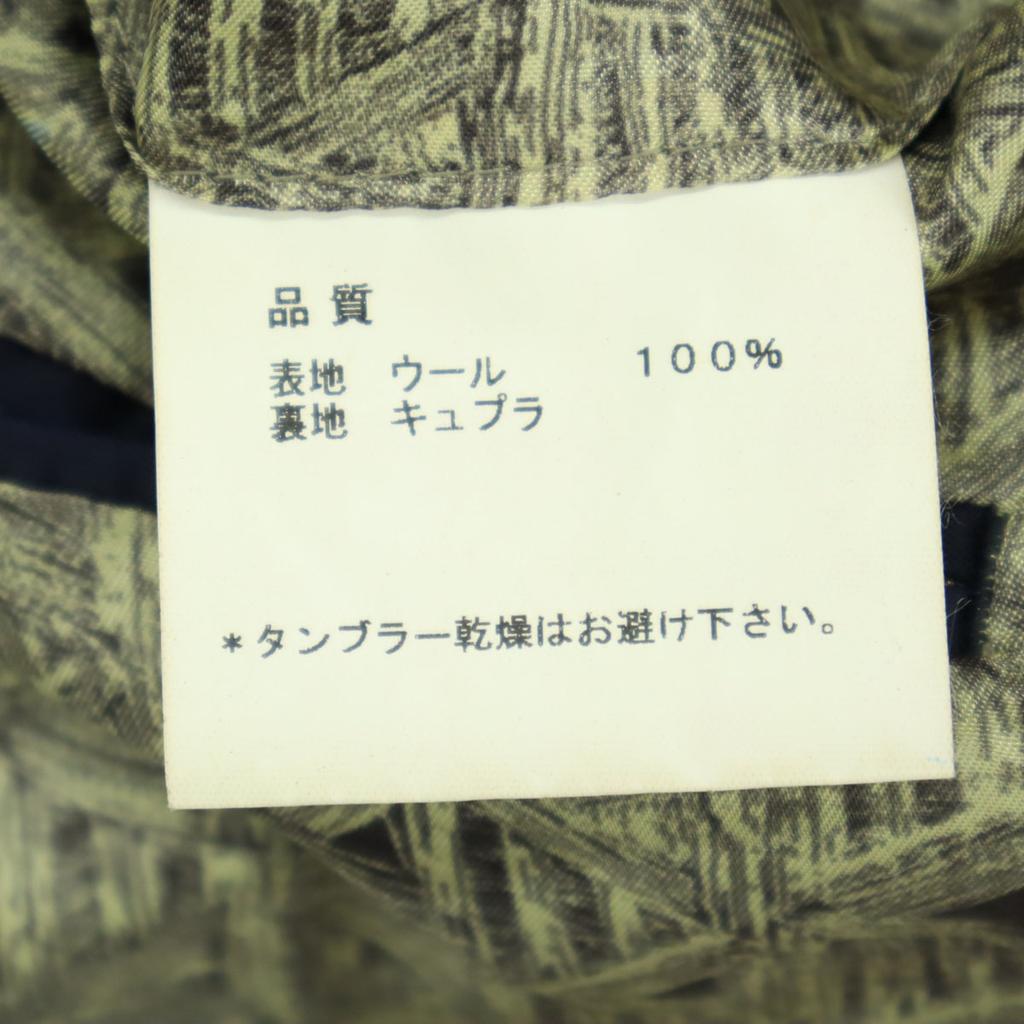 品質
表地 ウール 100%
裏地 キュプラ
*タンブラー乾燥はお避け下さい。